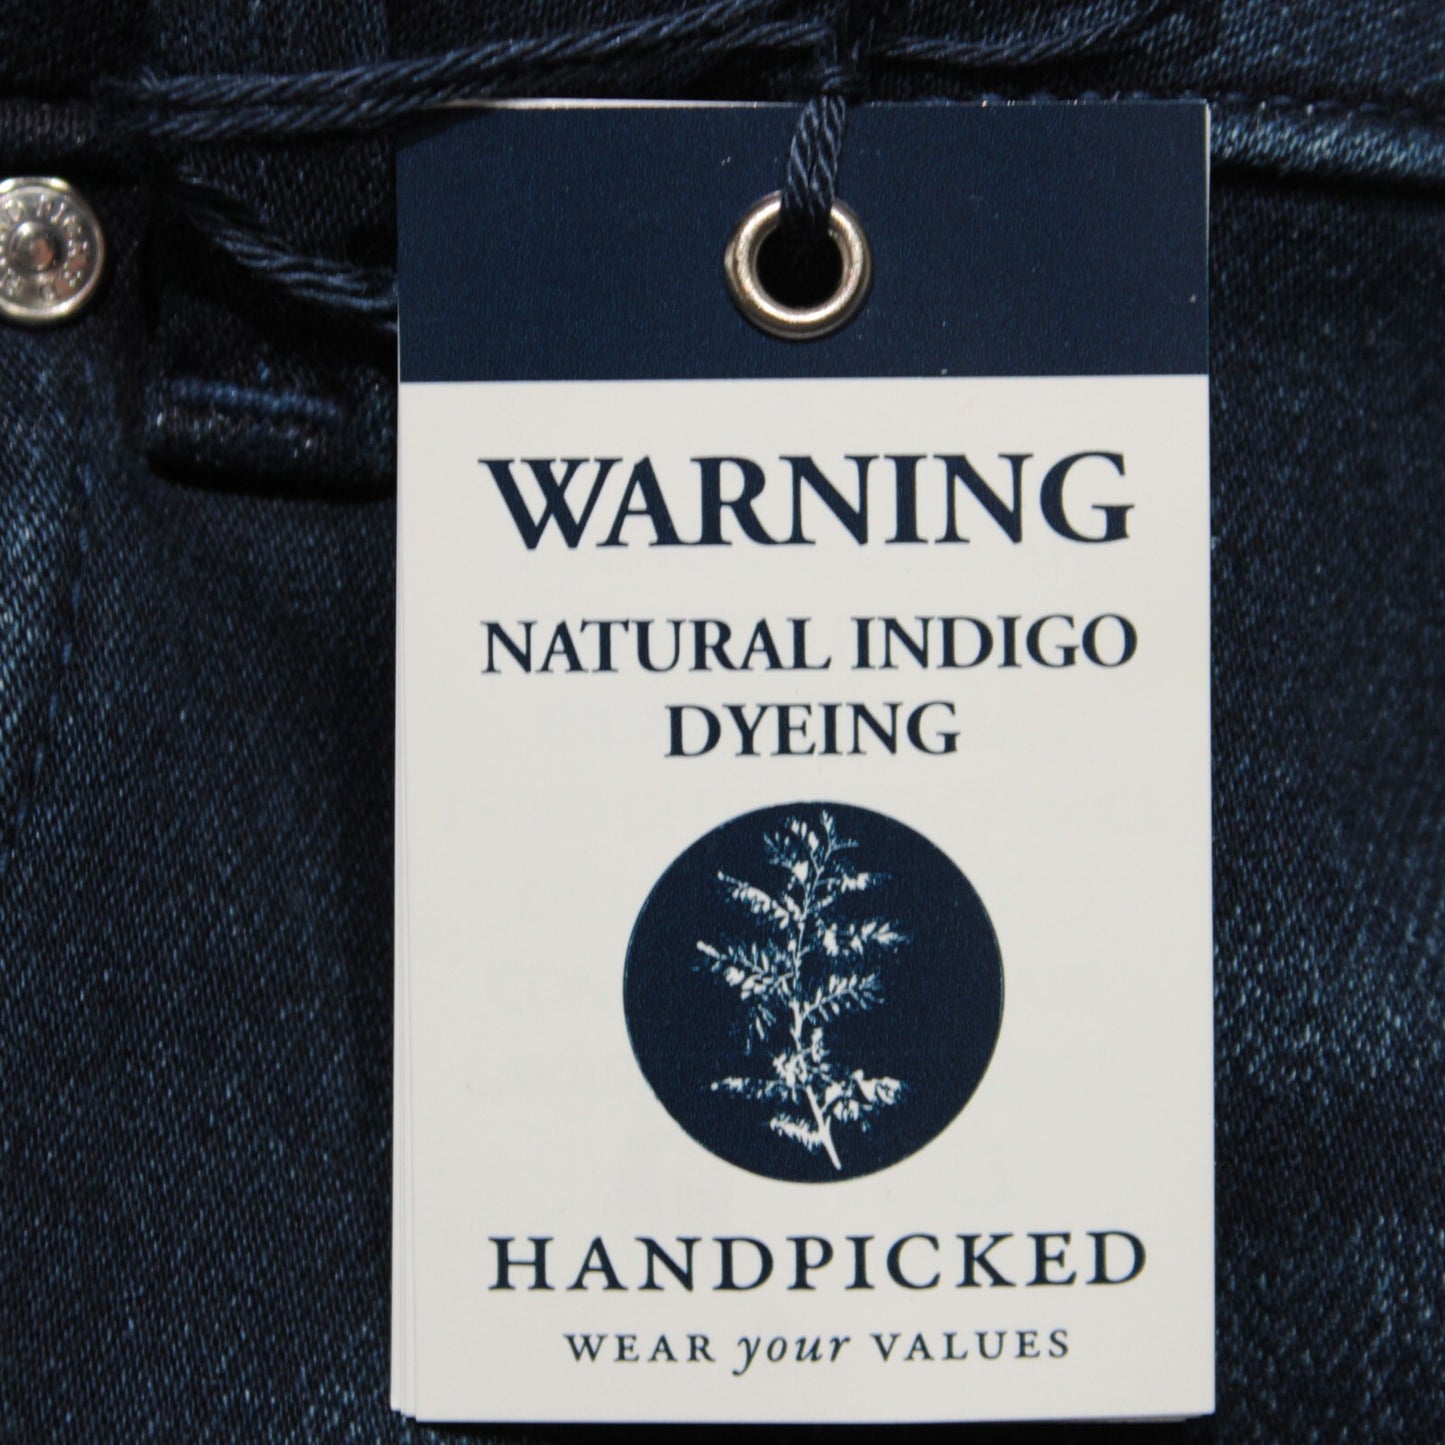 WARNING
NATURAL INDIGO
DYEING
HANDPICKED
WEAR your VALUES